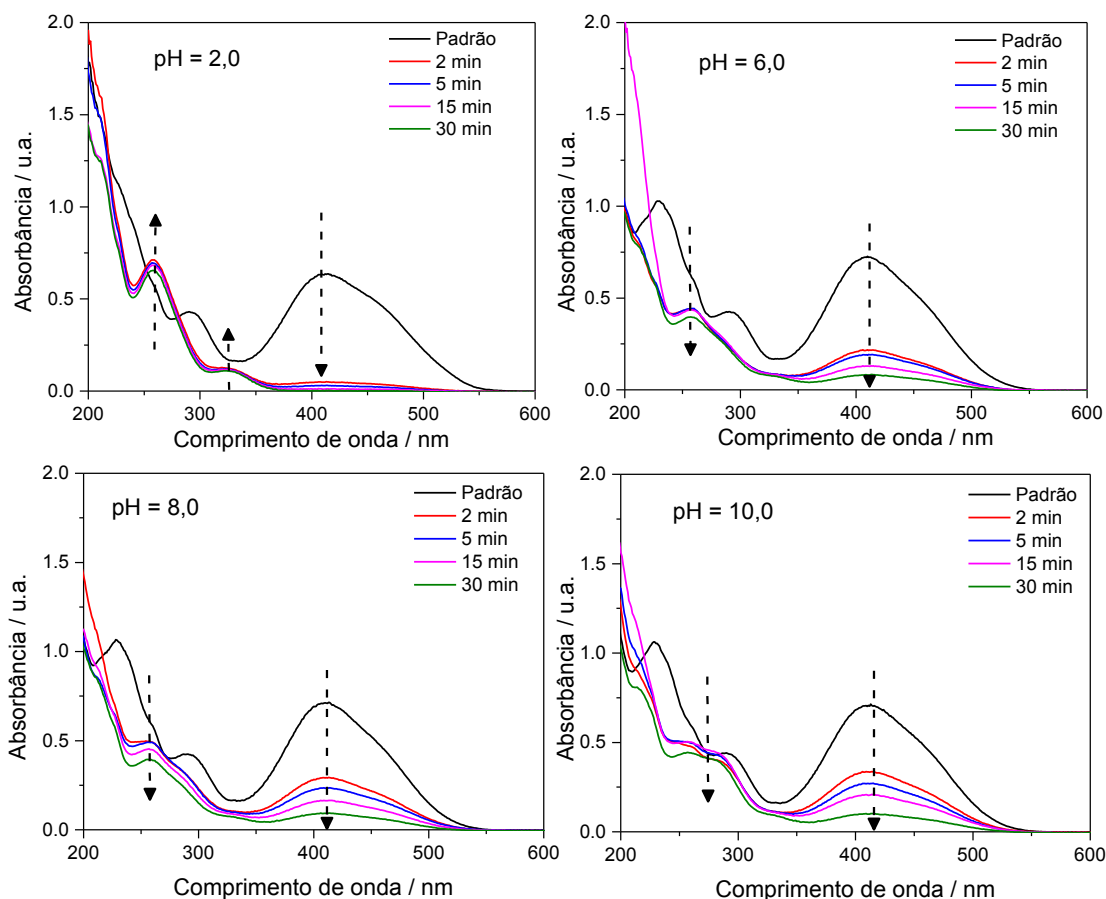 pH = 2,0
Padrão
2 min
5 min
15 min
30 min
2.0
1.5
1.0
0.5
0.0
Absorbância / u.a.
200 300 400 500 600
Comprimento de onda / nm
pH = 6,0
Padrão
2 min
5 min
15 min
30 min
2.0
1.5
1.0
0.5
0.0
Absorbância / u.a.
200 300 400 500 600
Comprimento de onda / nm
pH = 8,0
Padrão
2 min
5 min
15 min
30 min
2.0
1.5
1.0
0.5
0.0
Absorbância / u.a.
200 300 400 500 600
Comprimento de onda / nm
pH = 10,0
Padrão
2 min
5 min
15 min
30 min
2.0
1.5
1.0
0.5
0.0
Absorbância / u.a.
200 300 400 500 600
Comprimento de onda / nm